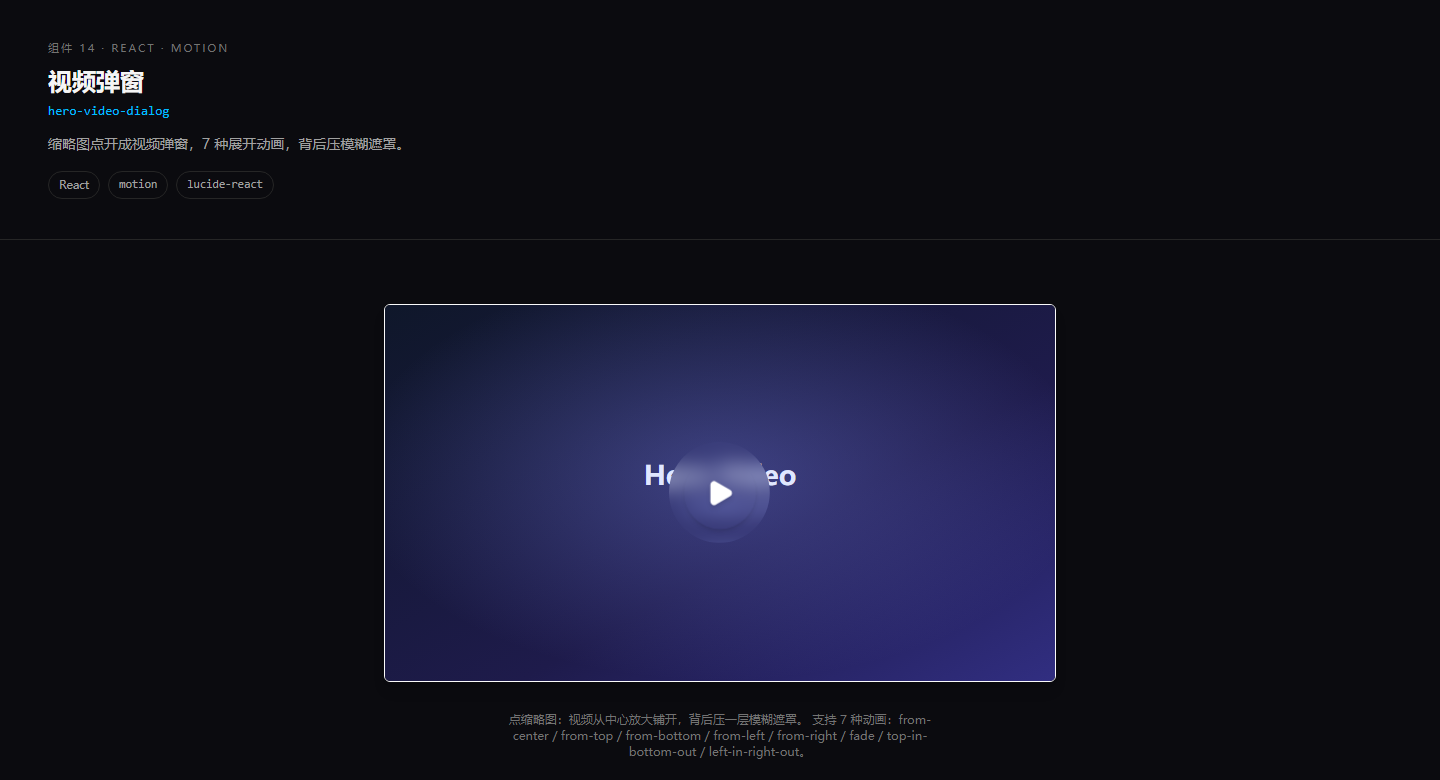 组件 14 · REACT · MOTION
视频弹窗
hero-video-dialog
缩略图点开成视频弹窗，7 种展开动画，背后压模糊遮罩。
React
motion
lucide-react
点缩略图：视频从中心放大铺开，背后压一层模糊遮罩。 支持 7 种动画：from-
center / from-top / from-bottom / from-left / from-right / fade / top-in-
bottom-out / left-in-right-out。